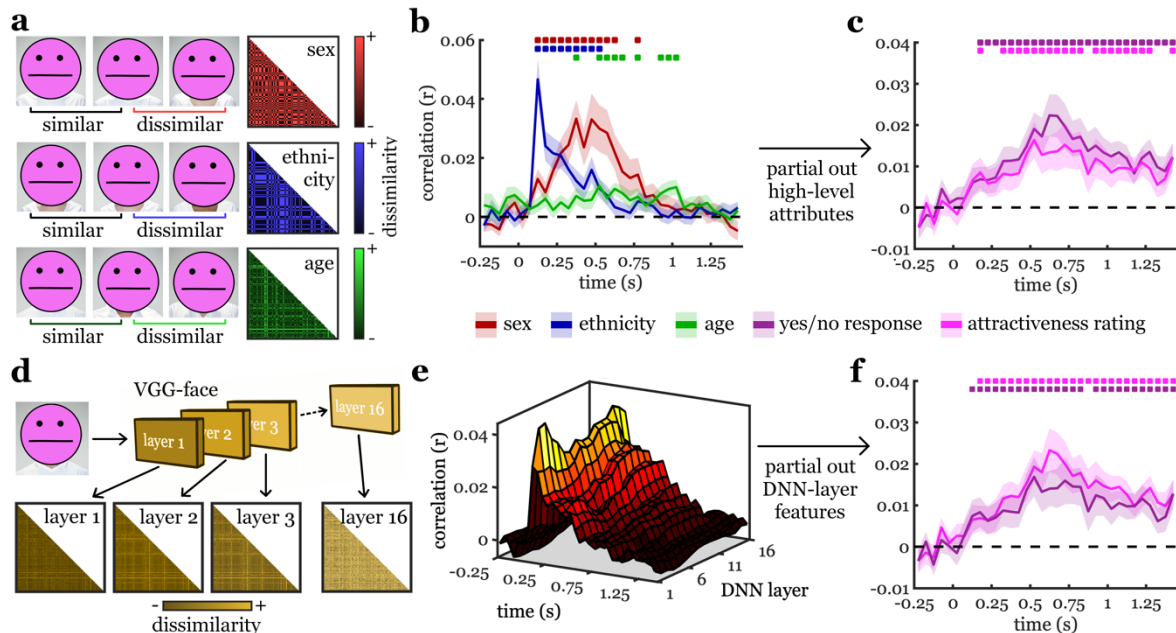 a
sex
+
-
similar
dissimilar
ethni-
city
+
-
dissimilarity
similar
dissimilar
age
+
-
similar
dissimilar
b
0.06
0.04
0.02
0
correlation (r)
-0.25
0
0.25
0.5
0.75
1
1.25
time (s)
partial out
high-level
attributes
c
0.04
0.03
0.02
0.01
0
-0.01
-0.25
0
0.25
0.5
0.75
1
1.25
time (s)
sex
ethnicity
age
yes/no response
attractiveness rating
d
VGG-face
layer 1
layer 2
layer 3
layer 16
layer 1
layer 2
layer 3
layer 16
-
+
dissimilarity
e
0.04
0.02
0
correlation (r)
-0.25
0.25
0.75
1.25
time (s)
1
6
11
16
DNN layer
partial out
DNN-layer
features
f
0.04
0.03
0.02
0.01
0
-0.01
-0.25
0
0.25
0.5
0.75
1
1.25
time (s)